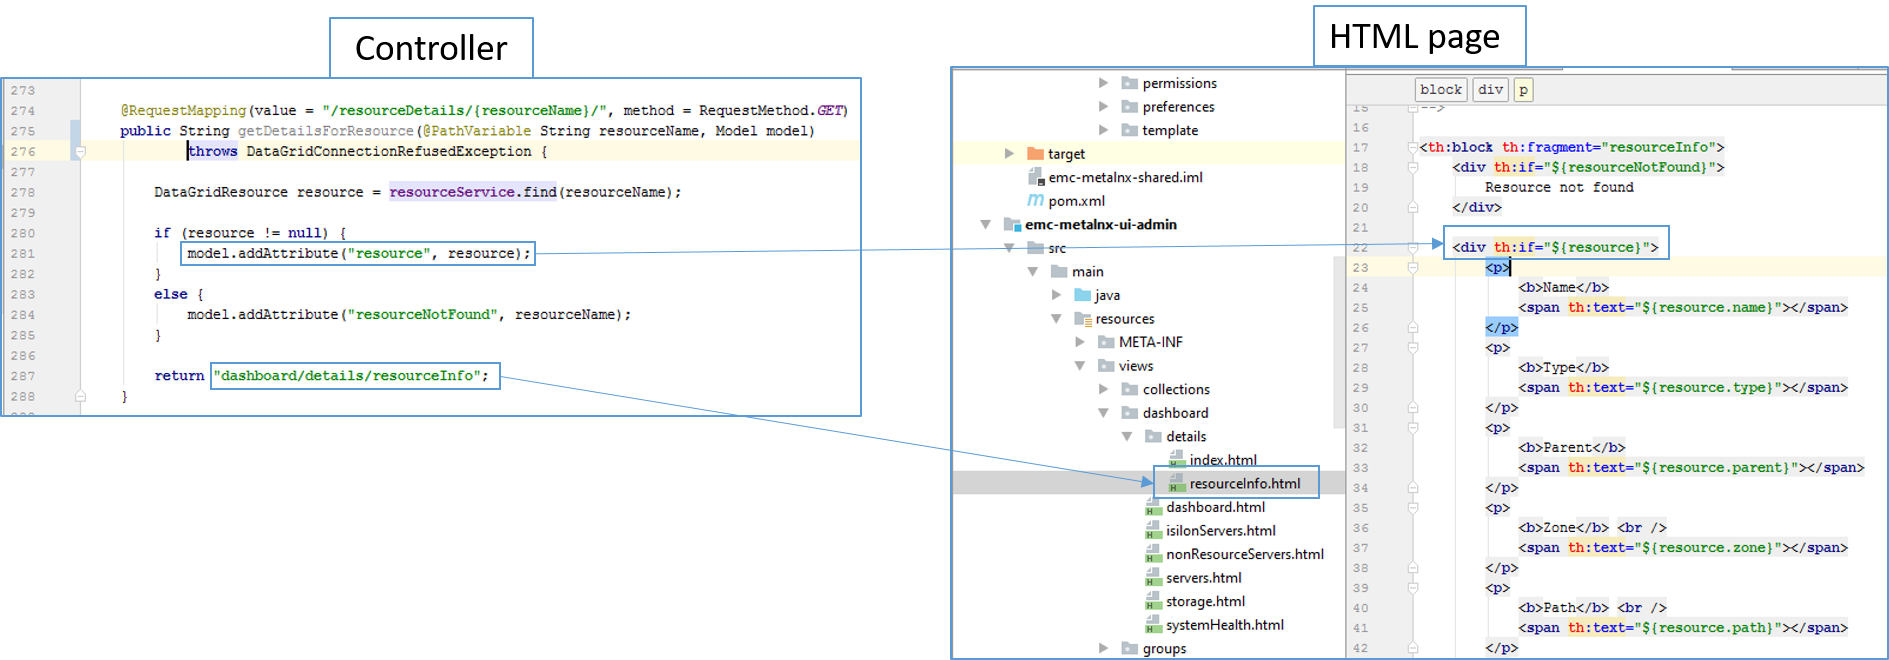 Controller
273
274 @RequestMapping(value = "/resourceDetails/{resourceName}/", method = RequestMethod.GET)
275 public String getDetailsForResource(@PathVariable String resourceName, Model model)
276 throws DataGridConnectionRefusedException {
277
278 DataGridResource resource = resourceService.find(resourceName);
279
280 if (resource != null) {
281 model.addAttribute("resource", resource);
282 }
283 else {
284 model.addAttribute("resourceNotFound", resourceName);
285 }
286
287 return "dashboard/details/resourceInfo";
288 }
HTML page
permissions
preferences
template
target
emc-metalnx-shared.iml
pom.xml
emc-metalnx-ui-admin
src
main
java
resources
META-INF
views
collections
dashboard
details
index.html
resourceInfo.html
dashboard.html
isilonServers.html
nonResourceServers.html
servers.html
storage.html
systemHealth.html
groups
block div p
15 -->
16
17 <th:block th:fragment="resourceInfo">
18 <div th:if="${resourceNotFound}">
19 Resource not found
20 </div>
21
22 <div th:if="${resource}">
23 <p>
24 <b>Name</b>
25 <span th:text="${resource.name}"></span>
26 </p>
27 <p>
28 <b>Type</b>
29 <span th:text="${resource.type}"></span>
30 </p>
31 <p>
32 <b>Parent</b>
33 <span th:text="${resource.parent}"></span>
34 </p>
35 <p>
36 <b>Zone</b> <br />
37 <span th:text="${resource.zone}"></span>
38 </p>
39 <p>
40 <b>Path</b> <br />
41 <span th:text="${resource.path}"></span>
42 </p>